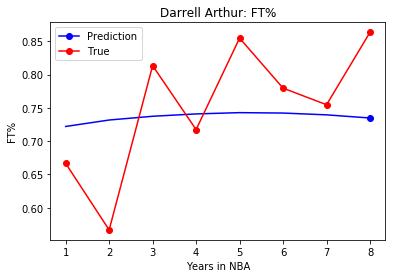 Darrell Arthur: FT%
Prediction
True
0.85
0.80
0.75
0.70
0.65
0.60
FT%
1 2 3 4 5 6 7 8
Years in NBA